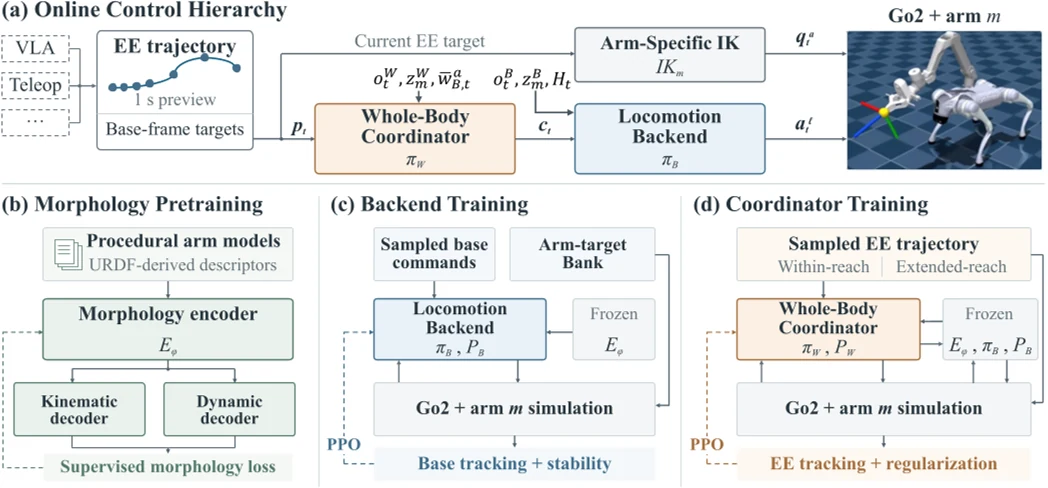 (a) Online Control Hierarchy
VLA
Teleop
...
EE trajectory
1 s preview
Base-frame targets
p_t
Current EE target
o_t^W, z_m^W, w̅_{B,t}^a
Whole-Body
Coordinator
π_W
c_t
Arm-Specific IK
IK_m
o_t^B, z_m^B, H_t
Locomotion
Backend
π_B
q_t^a
a_t^ℓ
Go2 + arm m
(b) Morphology Pretraining
Procedural arm models
URDF-derived descriptors
Morphology encoder
E_φ
Kinematic
decoder
Dynamic
decoder
Supervised morphology loss
(c) Backend Training
Sampled base
commands
Arm-target
Bank
Locomotion
Backend
π_B , P_B
Frozen
E_φ
Go2 + arm m simulation
PPO
Base tracking + stability
(d) Coordinator Training
Sampled EE trajectory
Within-reach
Extended-reach
Whole-Body
Coordinator
π_W , P_W
Frozen
E_φ , π_B , P_B
Go2 + arm m simulation
PPO
EE tracking + regularization